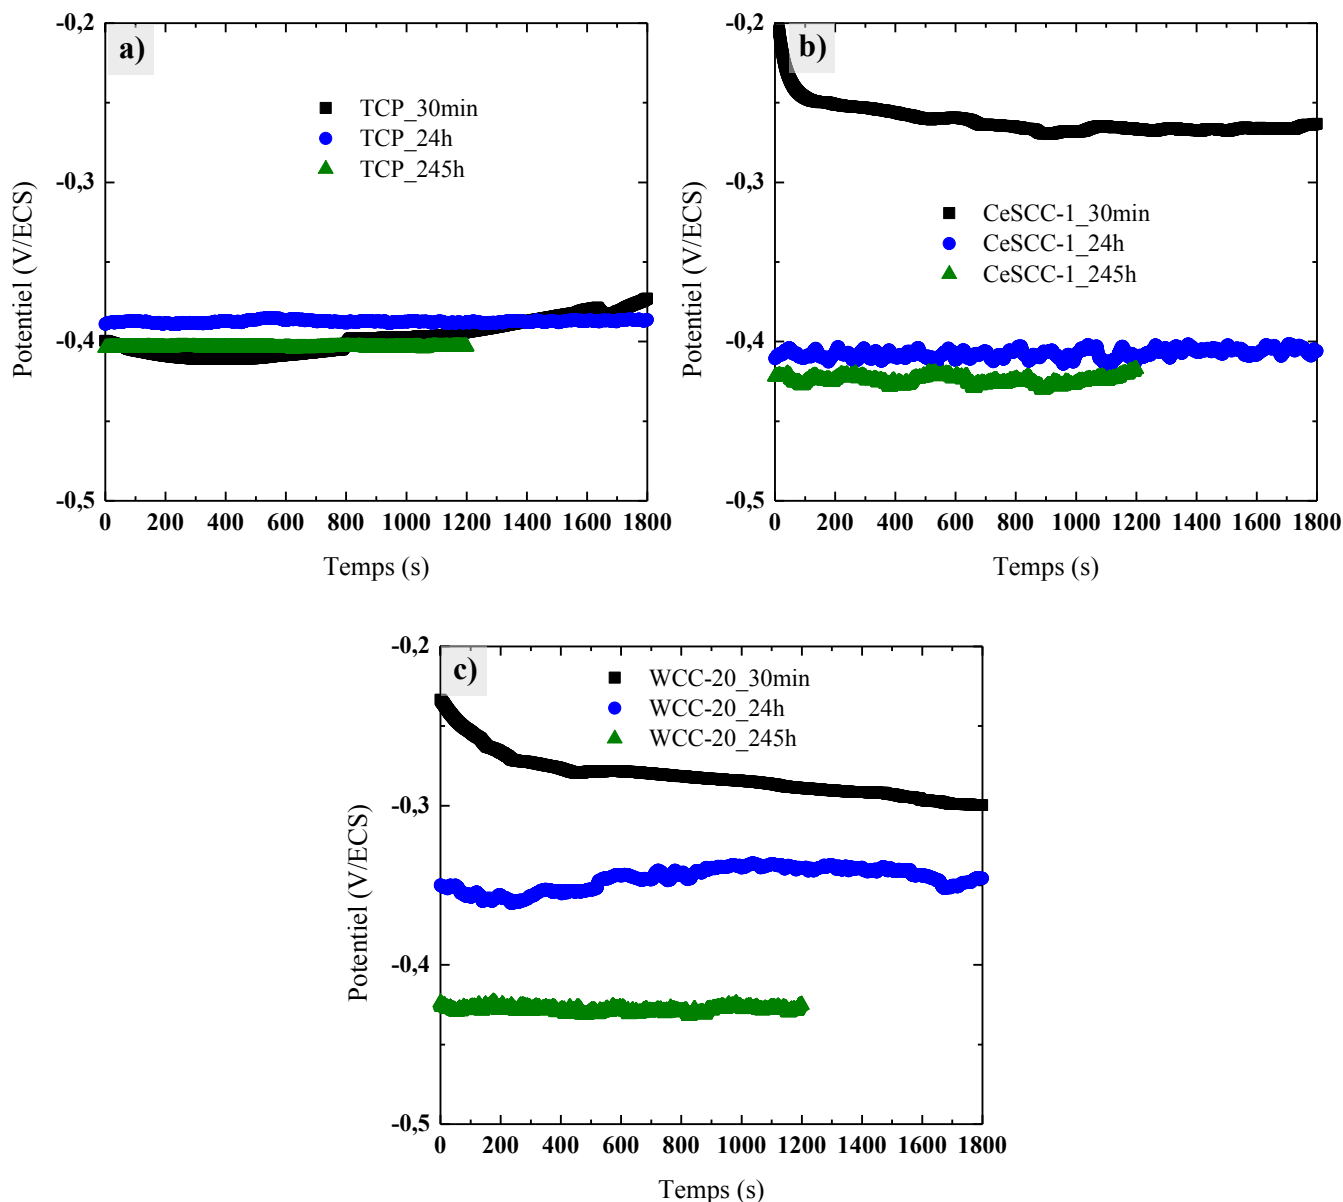 a)
-0,2
-0,3
-0,4
-0,5
Potentiel (V/ECS)
TCP_30min
TCP_24h
TCP_245h
0 200 400 600 800 1000 1200 1400 1600 1800
Temps (s)
b)
-0,2
-0,3
-0,4
-0,5
Potentiel (V/ECS)
CeSCC-1_30min
CeSCC-1_24h
CeSCC-1_245h
0 200 400 600 800 1000 1200 1400 1600 1800
Temps (s)
c)
-0,2
-0,3
-0,4
-0,5
Potentiel (V/ECS)
WCC-20_30min
WCC-20_24h
WCC-20_245h
0 200 400 600 800 1000 1200 1400 1600 1800
Temps (s)